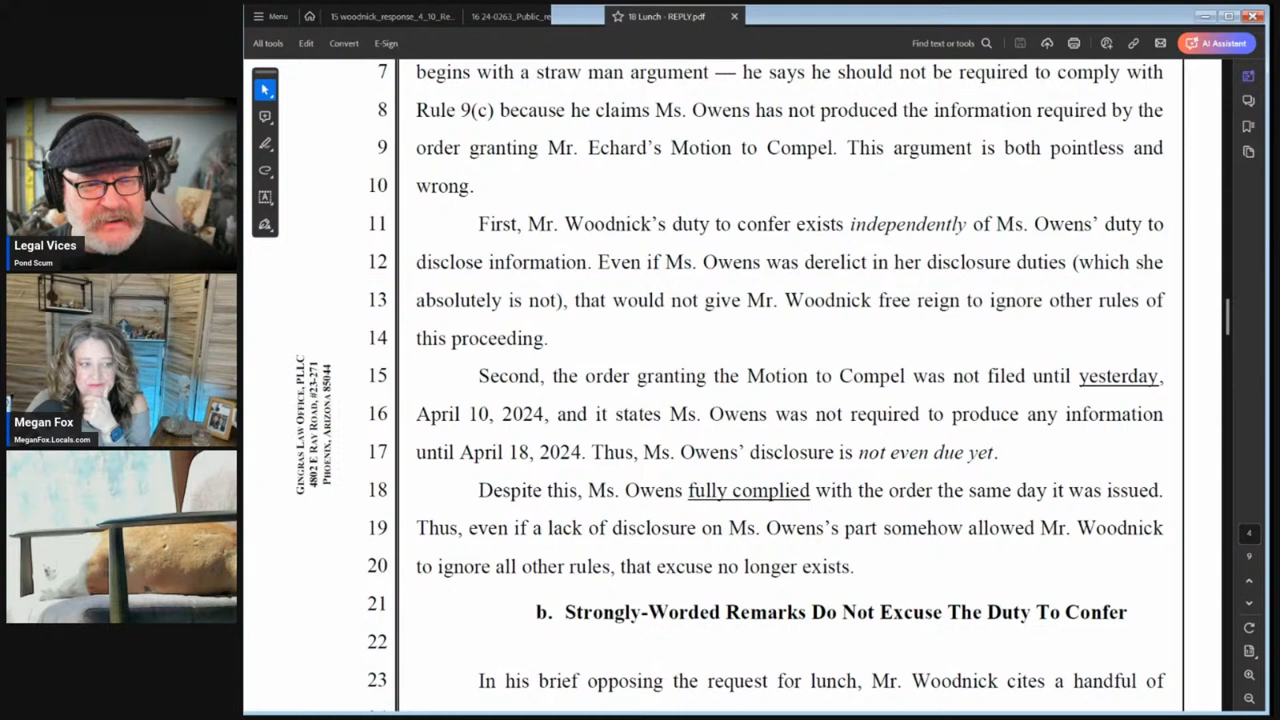 Menu
15 woodnick_response_4_10_Re...
16 24-0263_Public_re
18 Lunch - REPLY.pdf
All tools
Edit
Convert
E-Sign
Find text or tools
AI Assistant
7 begins with a straw man argument — he says he should not be required to comply with
8 Rule 9(c) because he claims Ms. Owens has not produced the information required by the
9 order granting Mr. Echard's Motion to Compel. This argument is both pointless and
10 wrong.
11 First, Mr. Woodnick's duty to confer exists independently of Ms. Owens' duty to
12 disclose information. Even if Ms. Owens was derelict in her disclosure duties (which she
13 absolutely is not), that would not give Mr. Woodnick free reign to ignore other rules of
14 this proceeding.
15 Second, the order granting the Motion to Compel was not filed until yesterday,
16 April 10, 2024, and it states Ms. Owens was not required to produce any information
17 until April 18, 2024. Thus, Ms. Owens' disclosure is not even due yet.
18 Despite this, Ms. Owens fully complied with the order the same day it was issued.
19 Thus, even if a lack of disclosure on Ms. Owens's part somehow allowed Mr. Woodnick
20 to ignore all other rules, that excuse no longer exists.
21 b. Strongly-Worded Remarks Do Not Excuse The Duty To Confer
22
23 In his brief opposing the request for lunch, Mr. Woodnick cites a handful of
GINGRAS LAW OFFICE, PLLC
4802 E RAY ROAD, #23-271
PHOENIX, ARIZONA 85044
4
9
Legal Vices
Pond Scum
Megan Fox
MeganFox.Locals.com